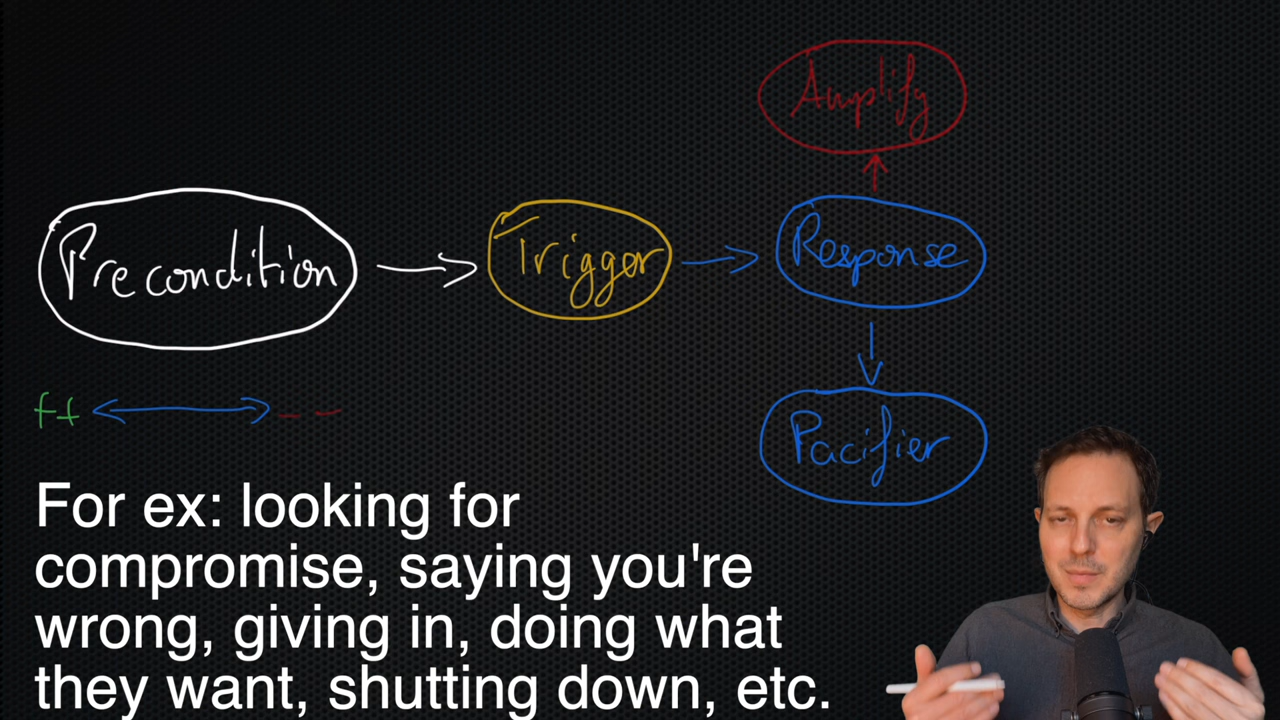 Amplify
Precondition
Trigger
Response
++
--
Pacifier
For ex: looking for
compromise, saying you're
wrong, giving in, doing what
they want, shutting down, etc.